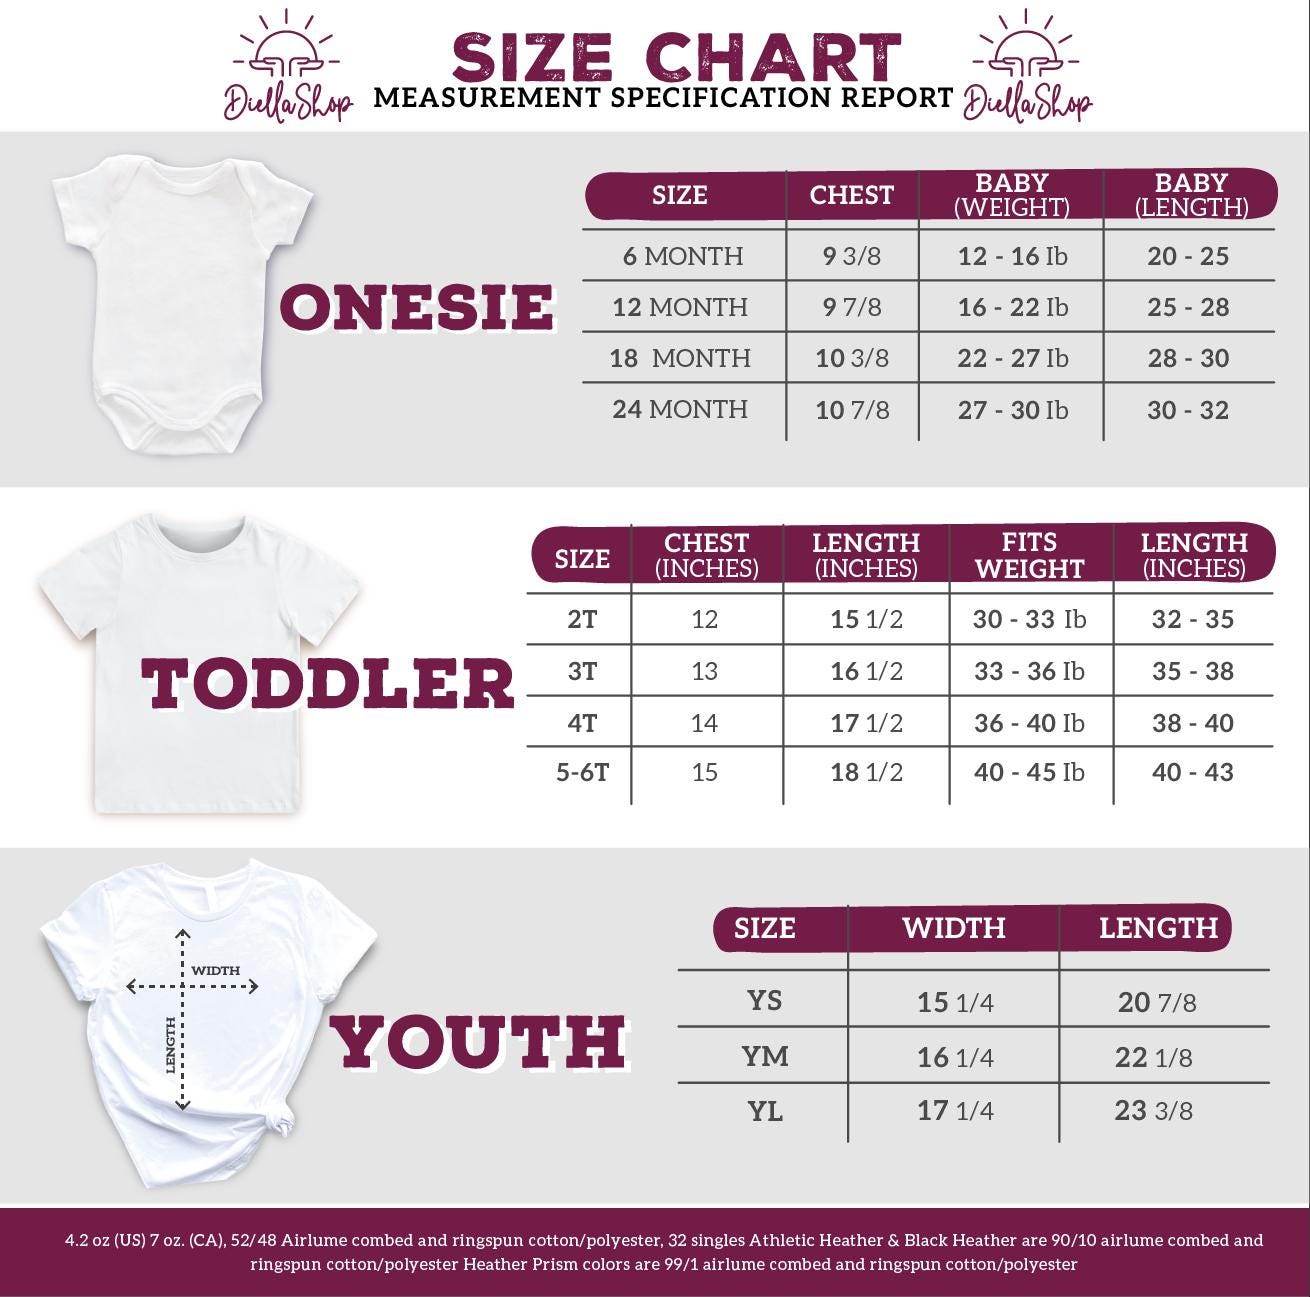 SIZE CHART
DiellaShop MEASUREMENT SPECIFICATION REPORT DiellaShop
SIZE CHEST BABY (WEIGHT) BABY (LENGTH)
6 MONTH 9 3/8 12 - 16 Ib 20 - 25
ONESIE
12 MONTH 9 7/8 16 - 22 Ib 25 - 28
18 MONTH 10 3/8 22 - 27 Ib 28 - 30
24 MONTH 10 7/8 27 - 30 Ib 30 - 32
SIZE CHEST (INCHES) LENGTH (INCHES) FITS WEIGHT LENGTH (INCHES)
2T 12 15 1/2 30 - 33 Ib 32 - 35
TODDLER
3T 13 16 1/2 33 - 36 Ib 35 - 38
4T 14 17 1/2 36 - 40 Ib 38 - 40
5-6T 15 18 1/2 40 - 45 Ib 40 - 43
SIZE WIDTH LENGTH
WIDTH
LENGTH
YOUTH
YS 15 1/4 20 7/8
YM 16 1/4 22 1/8
YL 17 1/4 23 3/8
4.2 oz (US) 7 oz. (CA), 52/48 Airlume combed and ringspun cotton/polyester, 32 singles Athletic Heather & Black Heather are 90/10 airlume combed and
ringspun cotton/polyester Heather Prism colors are 99/1 airlume combed and ringspun cotton/polyester